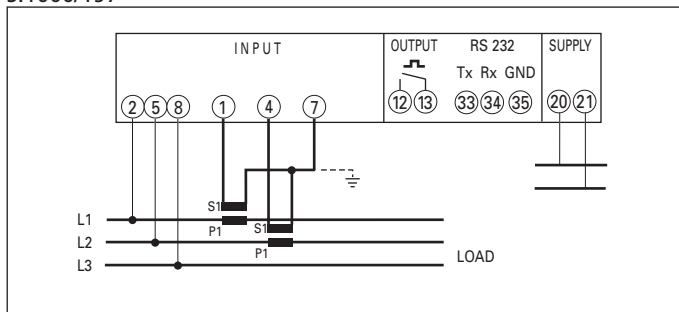 INPUT OUTPUT RS 232 SUPPLY
Tx Rx GND
2 5 8 1 4 7 12 13 33 34 35 20 21
S1
L1
P1 S1
L2
P1
LOAD
L3